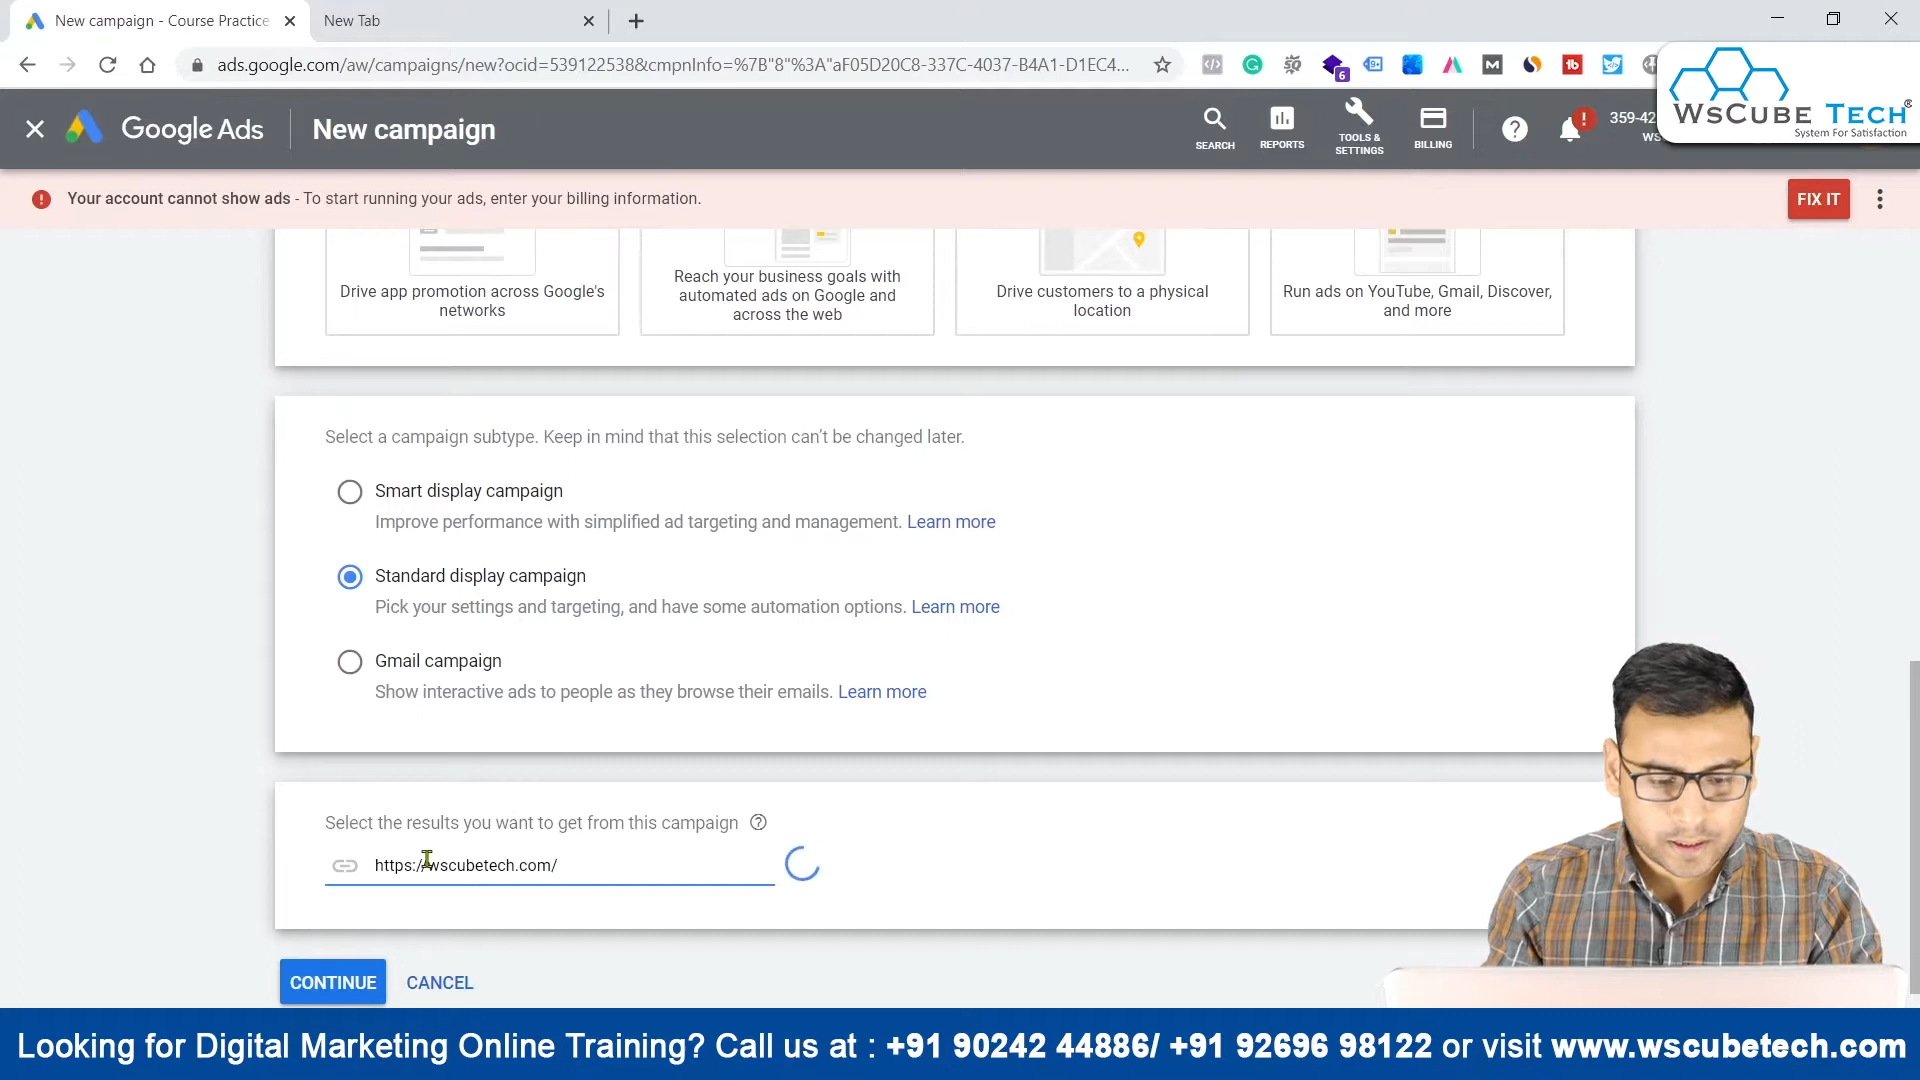 New campaign - Course Practice
New Tab
ads.google.com/aw/campaigns/new?ocid=539122538&cmpnInfo=%7B"8"%3A"aF05D20C8-337C-4037-B4A1-D1EC4...
6
WsCube Tech®
System For Satisfaction
Google Ads
New campaign
SEARCH
REPORTS
TOOLS &
SETTINGS
BILLING
359-42
Your account cannot show ads - To start running your ads, enter your billing information.
FIX IT
Drive app promotion across Google's
networks
Reach your business goals with
automated ads on Google and
across the web
Drive customers to a physical
location
Run ads on YouTube, Gmail, Discover,
and more
Select a campaign subtype. Keep in mind that this selection can't be changed later.
Smart display campaign
Improve performance with simplified ad targeting and management. Learn more
Standard display campaign
Pick your settings and targeting, and have some automation options. Learn more
Gmail campaign
Show interactive ads to people as they browse their emails. Learn more
Select the results you want to get from this campaign
https://wscubetech.com/
CONTINUE
CANCEL
Looking for Digital Marketing Online Training? Call us at : +91 90242 44886/ +91 92696 98122 or visit www.wscubetech.com